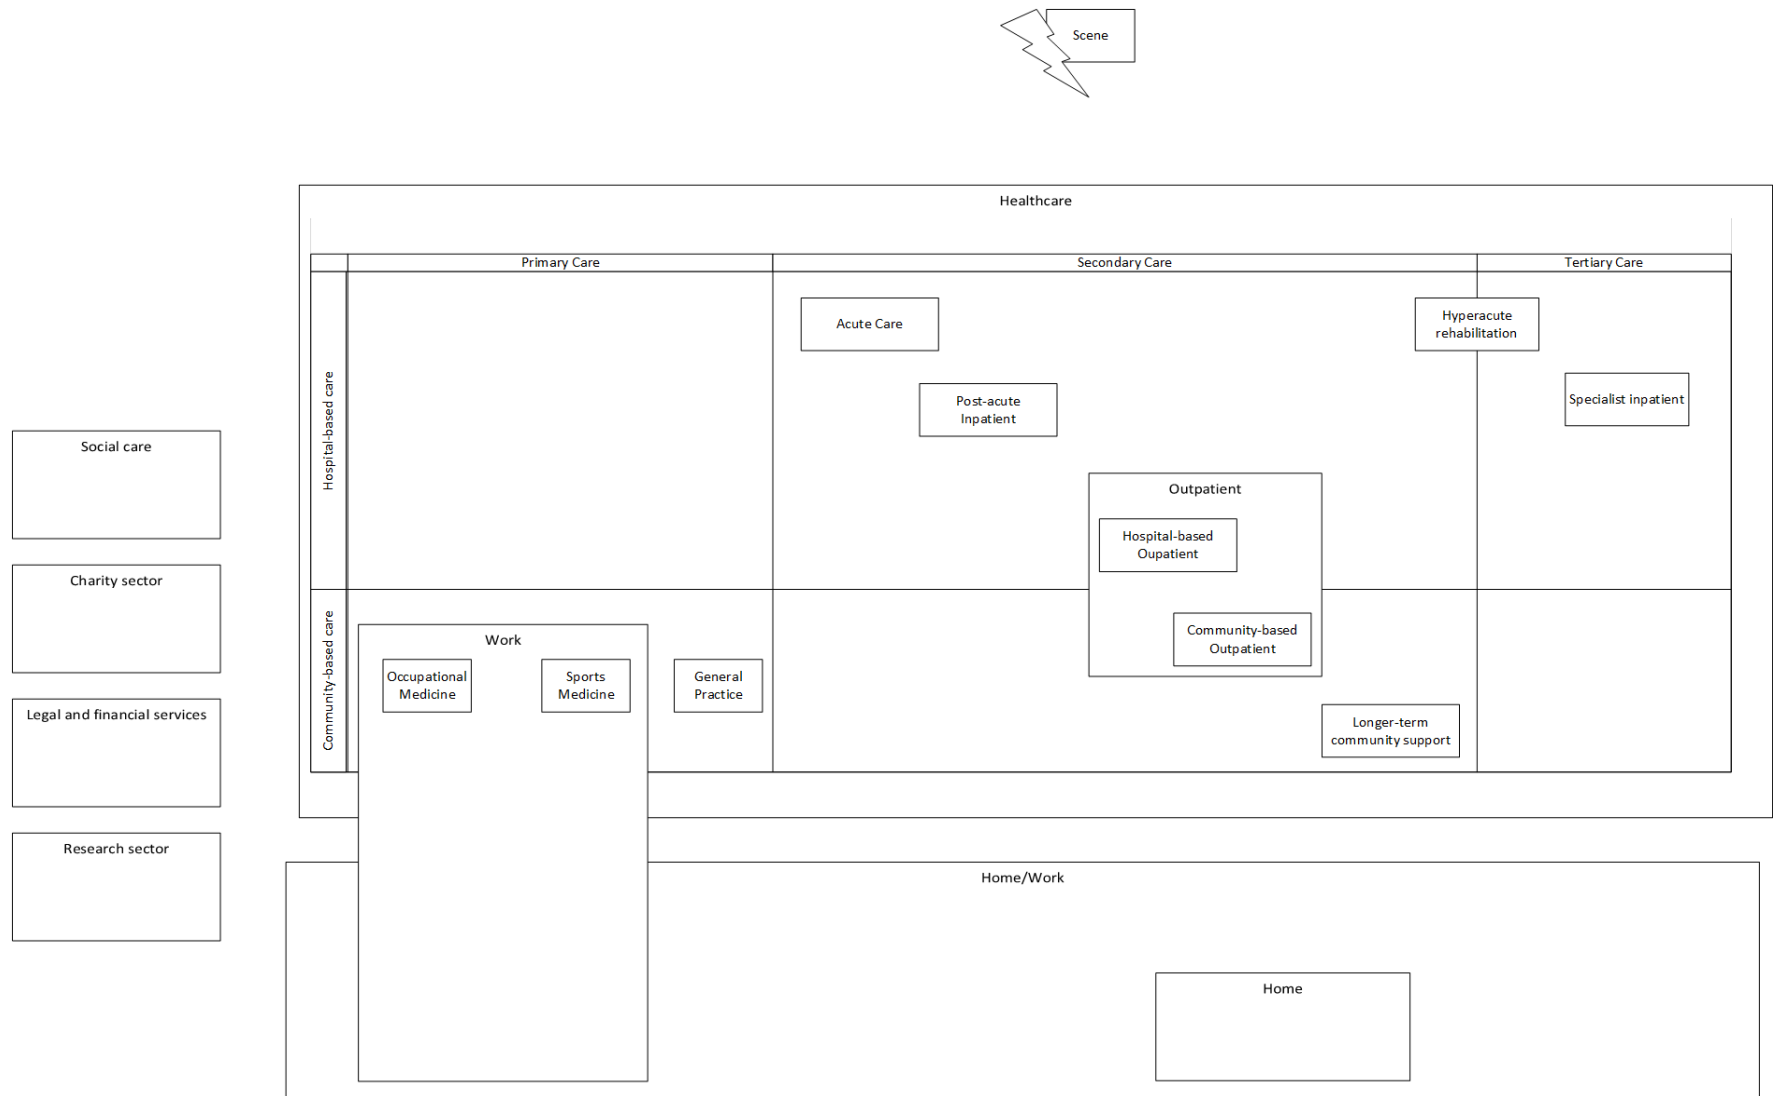 Scene
Healthcare
Primary Care
Secondary Care
Tertiary Care
Hospital-based care
Acute Care
Hyperacute
rehabilitation
Post-acute
Inpatient
Specialist inpatient
Outpatient
Hospital-based
Oupatient
Community-based care
Community-based
Outpatient
Work
Occupational
Medicine
Sports
Medicine
General
Practice
Longer-term
community support
Social care
Charity sector
Legal and financial services
Research sector
Home/Work
Home